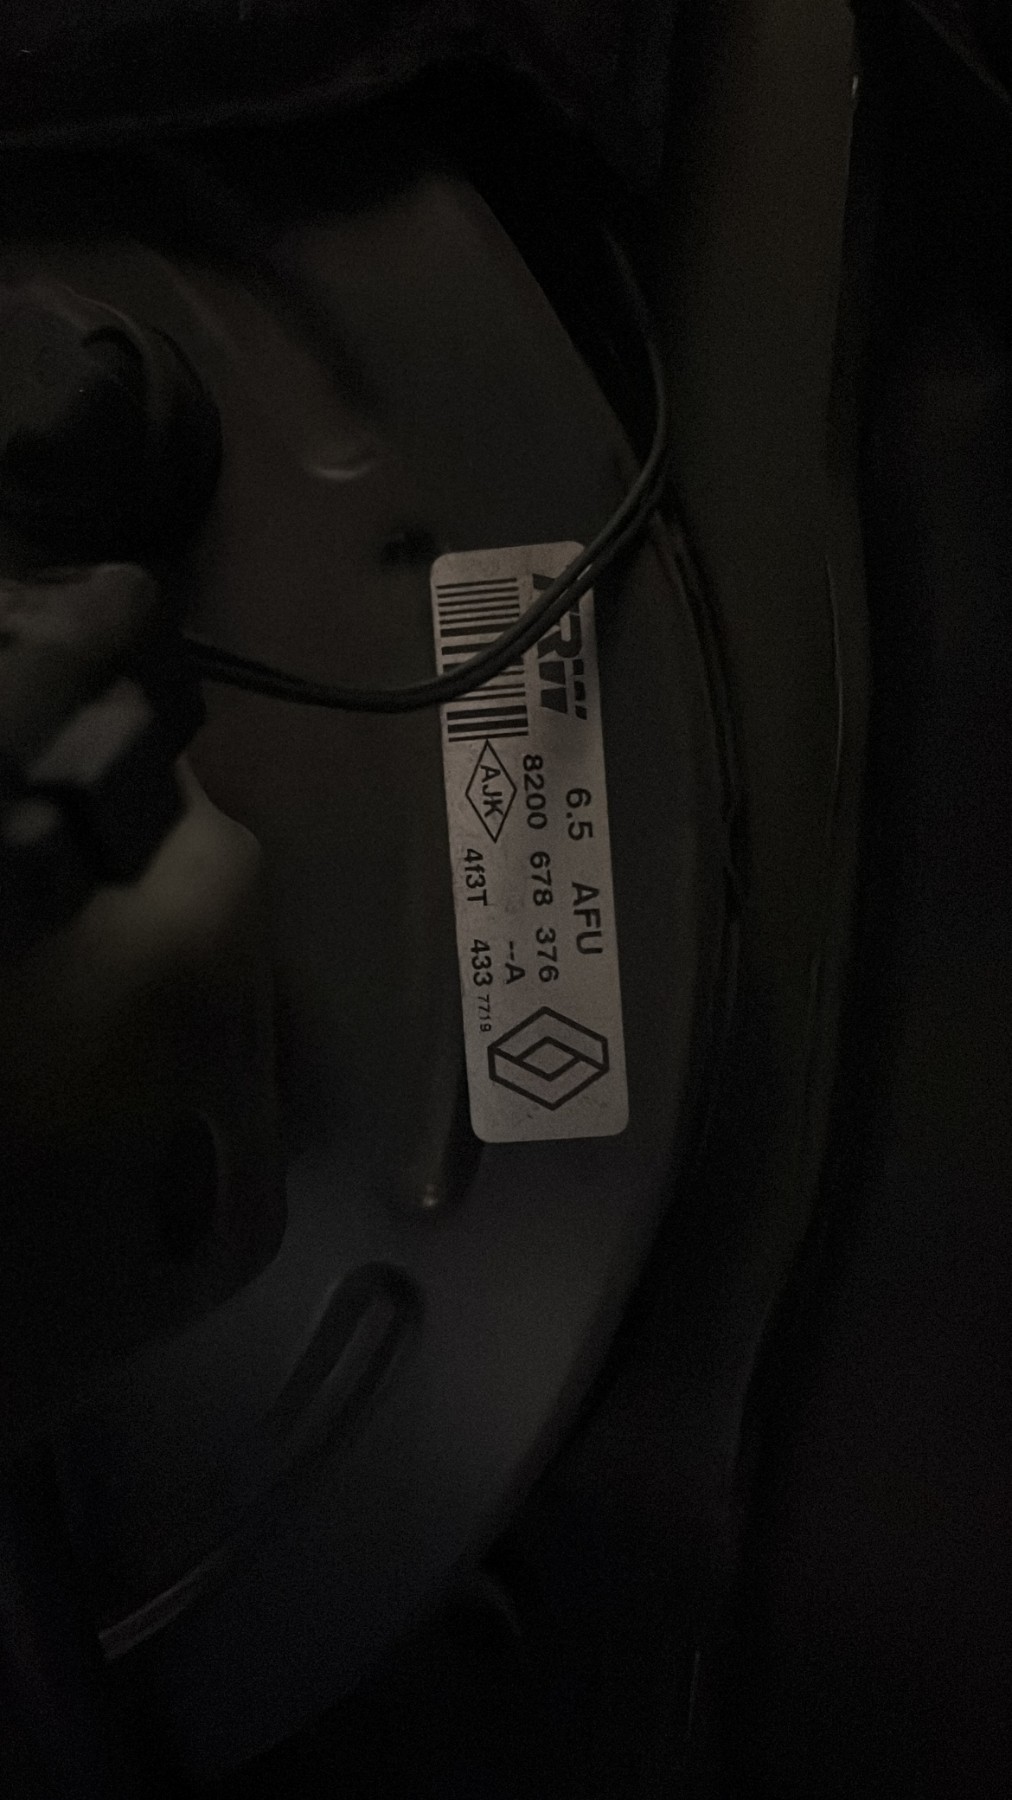 TRW
6.5 AFU
8200 678 376
--A
AJK
4f3T 433 7719